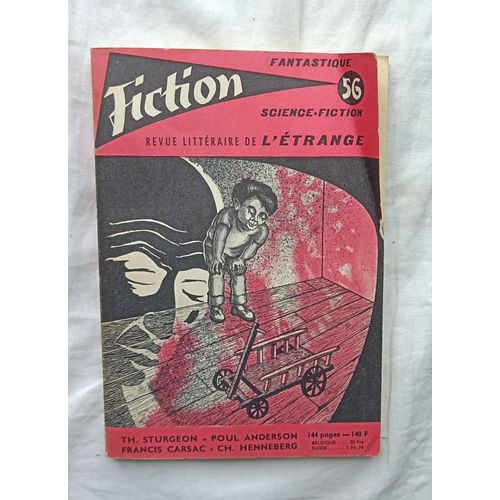 FANTASTIQUE
Fiction
56
SCIENCE-FICTION
REVUE LITTÉRAIRE DE L'ÉTRANGE
TH. STURGEON • POUL ANDERSON
FRANCIS CARSAC • CH. HENNEBERG
144 pages — 140 F
BELGIQUE
SUISSE